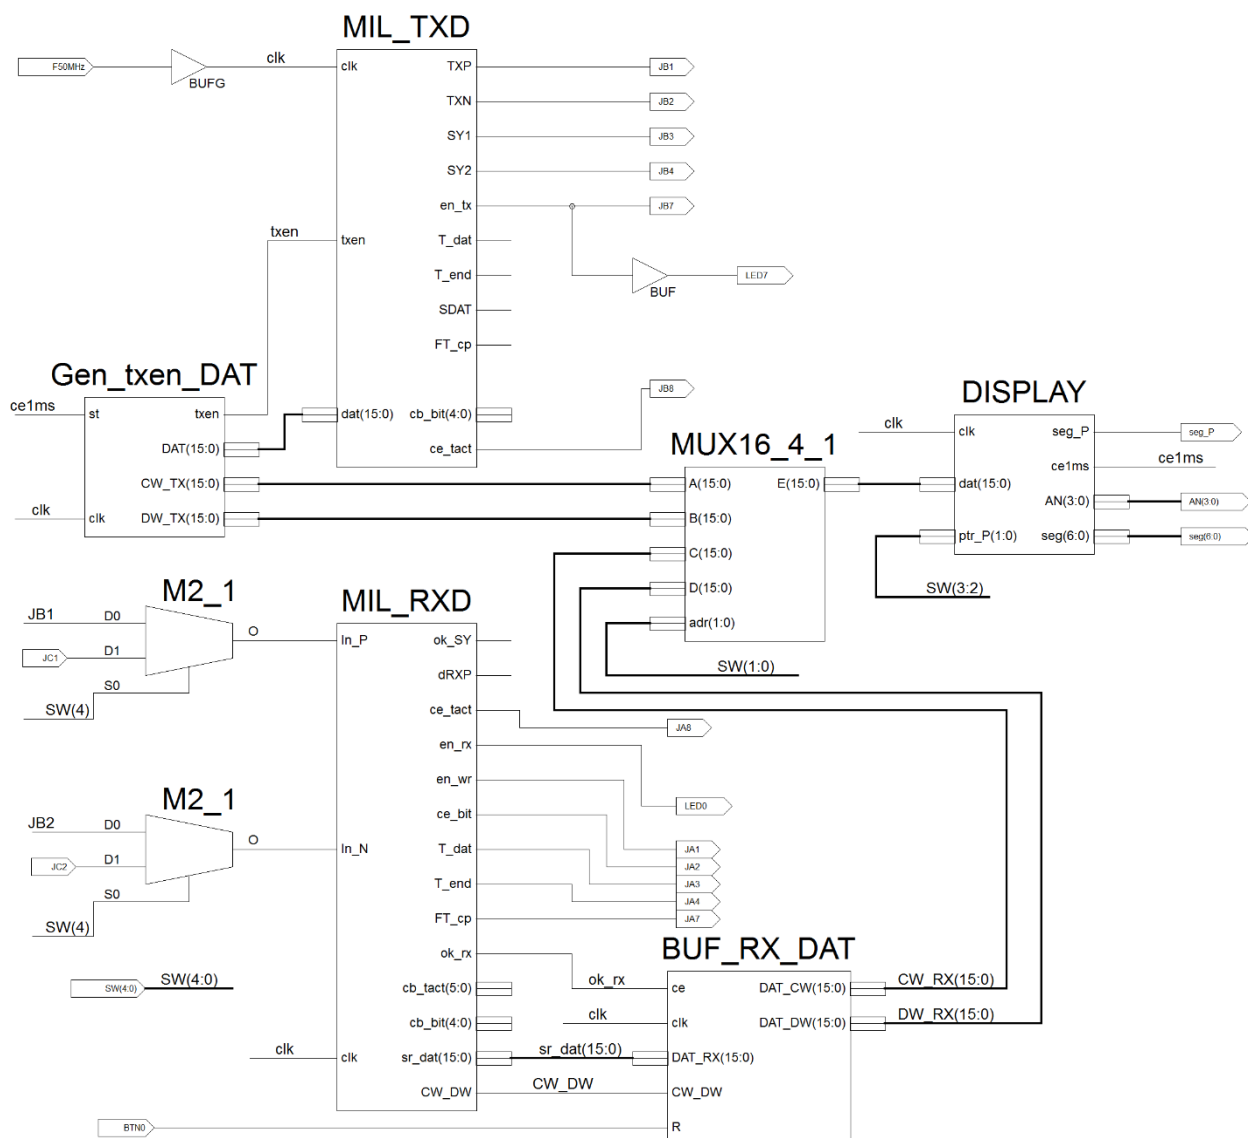 MIL_TXD
F50MHz
BUFG
clk
clk
TXP
JB1
TXN
JB2
SY1
JB3
SY2
JB4
en_tx
JB7
txen
txen
T_dat
T_end
BUF
LED7
SDAT
FT_cp
Gen_txen_DAT
ce1ms
st
txen
dat(15:0)
cb_bit(4:0)
JB8
DAT(15:0)
ce_tact
CW_TX(15:0)
clk
clk
DW_TX(15:0)
MUX16_4_1
A(15:0)
E(15:0)
B(15:0)
C(15:0)
D(15:0)
adr(1:0)
SW(1:0)
DISPLAY
clk
clk
seg_P
seg_P
ce1ms
ce1ms
dat(15:0)
AN(3:0)
AN(3:0)
ptr_P(1:0)
seg(6:0)
seg(6:0)
SW(3:2)
M2_1
JB1
D0
O
JC1
D1
S0
SW(4)
M2_1
JB2
D0
O
JC2
D1
S0
SW(4)
SW(4:0)
SW(4:0)
MIL_RXD
In_P
ok_SY
dRXP
ce_tact
JA8
en_rx
LED0
en_wr
JA1
ce_bit
JA2
In_N
T_dat
JA3
T_end
JA4
FT_cp
JA7
ok_rx
cb_tact(5:0)
cb_bit(4:0)
clk
clk
sr_dat(15:0)
CW_DW
BTN0
BUF_RX_DAT
ok_rx
ce
DAT_CW(15:0)
CW_RX(15:0)
clk
clk
DAT_DW(15:0)
DW_RX(15:0)
sr_dat(15:0)
DAT_RX(15:0)
CW_DW
CW_DW
R